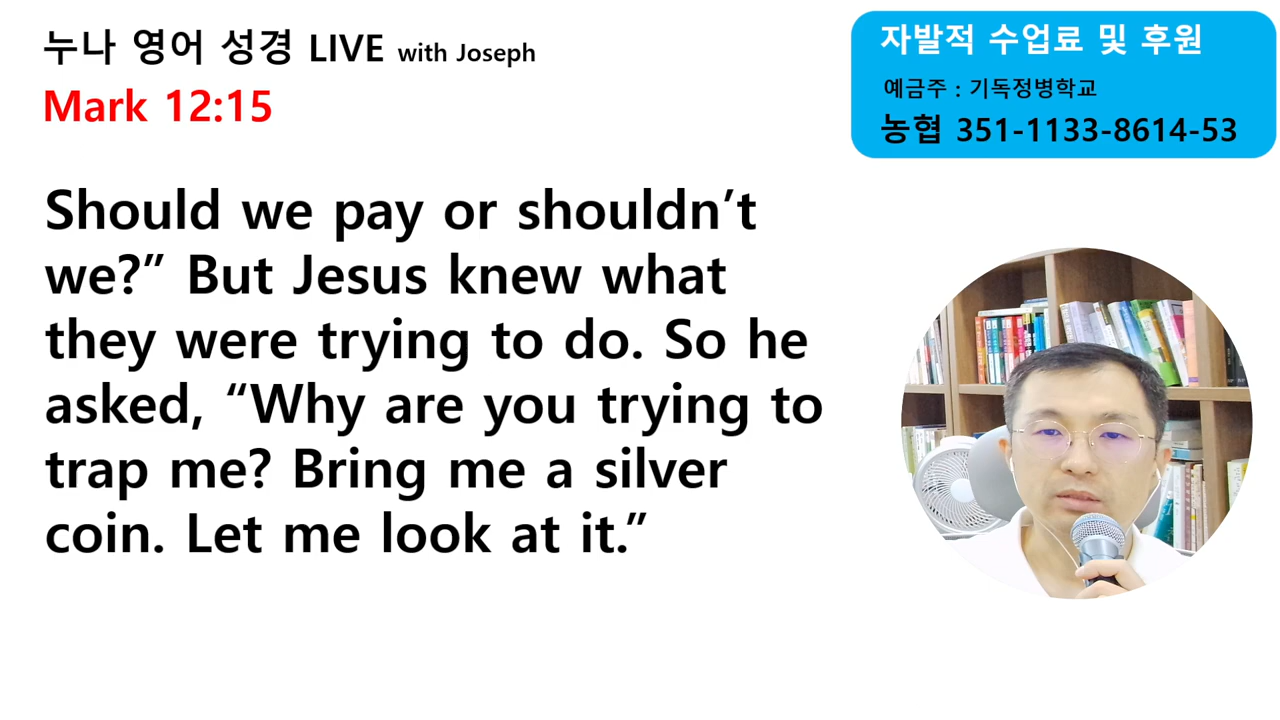 누나 영어 성경 LIVE with Joseph
Mark 12:15
자발적 수업료 및 후원
예금주 : 기독정병학교
농협 351-1133-8614-53
Should we pay or shouldn’t
we?” But Jesus knew what
they were trying to do. So he
asked, “Why are you trying to
trap me? Bring me a silver
coin. Let me look at it.”